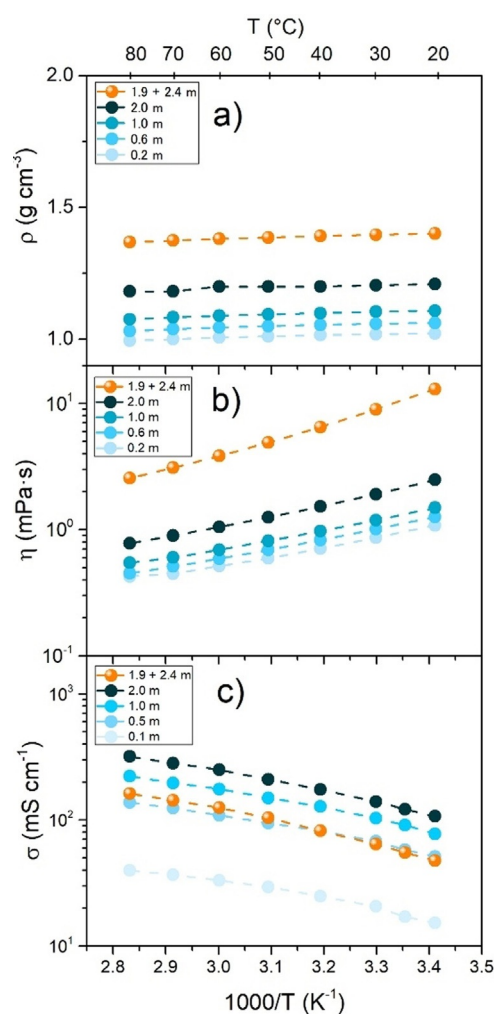 T (°C)
80 70 60 50 40 30 20
2.0
1.5
1.0
ρ (g cm⁻³)
a)
1.9 + 2.4 m
2.0 m
1.0 m
0.6 m
0.2 m
10¹
10⁰
10⁻¹
η (mPa·s)
b)
1.9 + 2.4 m
2.0 m
1.0 m
0.6 m
0.2 m
10³
10²
10¹
σ (mS cm⁻¹)
c)
1.9 + 2.4 m
2.0 m
1.0 m
0.5 m
0.1 m
2.8 2.9 3.0 3.1 3.2 3.3 3.4 3.5
1000/T (K⁻¹)